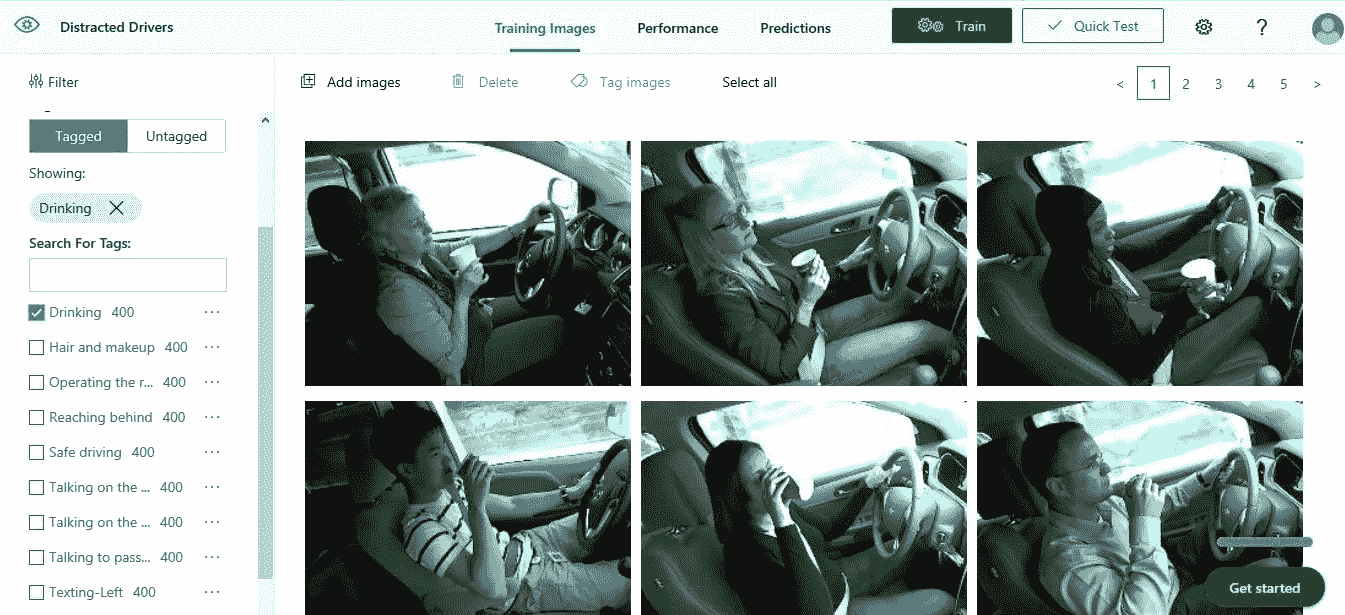 Distracted Drivers
Training Images
Performance
Predictions
Train
Quick Test
?
Filter
Add images
Delete
Tag images
Select all
< 1 2 3 4 5 >
Tagged
Untagged
Showing:
Drinking
Search For Tags:
Drinking 400 ...
Hair and makeup 400 ...
Operating the r... 400 ...
Reaching behind 400 ...
Safe driving 400 ...
Talking on the ... 400 ...
Talking on the ... 400 ...
Talking to pass... 400 ...
Texting-Left 400 ...
Get started